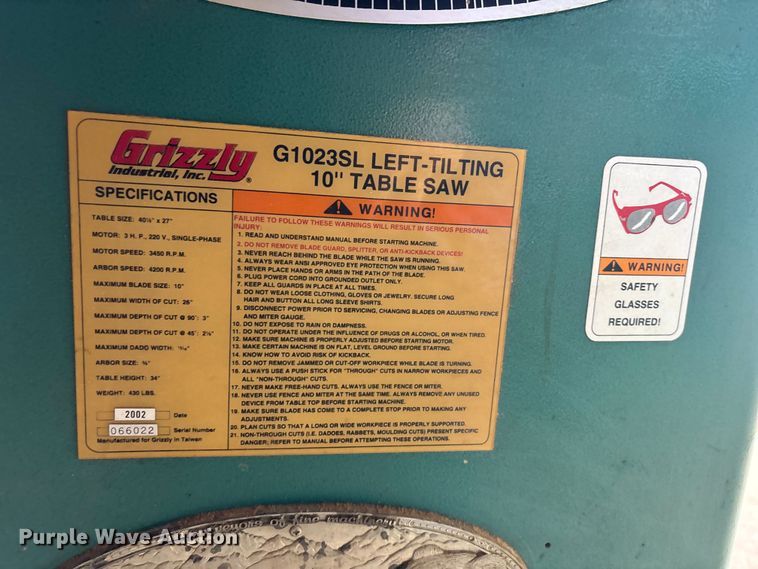 Grizzly
Industrial, Inc.
®
G1023SL LEFT-TILTING
10" TABLE SAW
SPECIFICATIONS
TABLE SIZE: 40⅛" x 27"
MOTOR: 3 H. P., 220 V., SINGLE-PHASE
MOTOR SPEED: 3450 R.P.M.
ARBOR SPEED: 4200 R.P.M.
MAXIMUM BLADE SIZE: 10"
MAXIMUM WIDTH OF CUT: 26"
MAXIMUM DEPTH OF CUT @ 90°: 3"
MAXIMUM DEPTH OF CUT @ 45°: 2⅛"
MAXIMUM DADO WIDTH:
ARBOR SIZE: ⅝"
TABLE HEIGHT: 34"
WEIGHT: 430 LBS.
2002 Date
066022 Serial Number
Manufactured for Grizzly in Taiwan
WARNING!
FAILURE TO FOLLOW THESE WARNINGS WILL RESULT IN SERIOUS PERSONAL
INJURY:
1. READ AND UNDERSTAND MANUAL BEFORE STARTING MACHINE.
2. DO NOT REMOVE BLADE GUARD, SPLITTER, OR ANTI-KICKBACK DEVICES!
3. NEVER REACH BEHIND THE BLADE WHILE THE SAW IS RUNNING.
4. ALWAYS WEAR ANSI APPROVED EYE PROTECTION WHEN USING THIS SAW.
5. NEVER PLACE HANDS OR ARMS IN THE PATH OF THE BLADE.
6. PLUG POWER CORD INTO GROUNDED OUTLET ONLY.
7. KEEP ALL GUARDS IN PLACE AT ALL TIMES.
8. DO NOT WEAR LOOSE CLOTHING, GLOVES OR JEWELRY. SECURE LONG
HAIR AND BUTTON ALL LONG SLEEVE SHIRTS.
9. DISCONNECT POWER PRIOR TO SERVICING, CHANGING BLADES OR ADJUSTING FENCE
AND MITER GAUGE.
10. DO NOT EXPOSE TO RAIN OR DAMPNESS.
11. DO NOT OPERATE UNDER THE INFLUENCE OF DRUGS OR ALCOHOL, OR WHEN TIRED.
12. MAKE SURE MACHINE IS PROPERLY ADJUSTED BEFORE STARTING MOTOR.
13. MAKE CERTAIN MACHINE IS ON FLAT, LEVEL GROUND BEFORE STARTING.
14. KNOW HOW TO AVOID RISK OF KICKBACK.
15. DO NOT REMOVE JAMMED OR CUT-OFF WORKPIECE WHILE BLADE IS TURNING.
16. ALWAYS USE A PUSH STICK FOR "THROUGH" CUTS IN NARROW WORKPIECES AND
ALL "NON-THROUGH" CUTS.
17. NEVER MAKE FREE-HAND CUTS. ALWAYS USE THE FENCE OR MITER.
18. NEVER USE FENCE AND MITER AT THE SAME TIME. ALWAYS REMOVE ANY UNUSED
DEVICE FROM TABLE TOP BEFORE STARTING MACHINE.
19. MAKE SURE BLADE HAS COME TO A COMPLETE STOP PRIOR TO MAKING ANY
ADJUSTMENTS.
20. PLAN CUTS SO THAT A LONG OR WIDE WORKPIECE IS PROPERLY SUPPORTED.
21. NON-THROUGH CUTS (I.E. DADOES, RABBETS, MOULDING CUTS) PRESENT SPECIFIC
DANGER; REFER TO MANUAL BEFORE ATTEMPTING THESE OPERATIONS.
WARNING!
SAFETY
GLASSES
REQUIRED!
of fine machinery
Purple Wave Auction